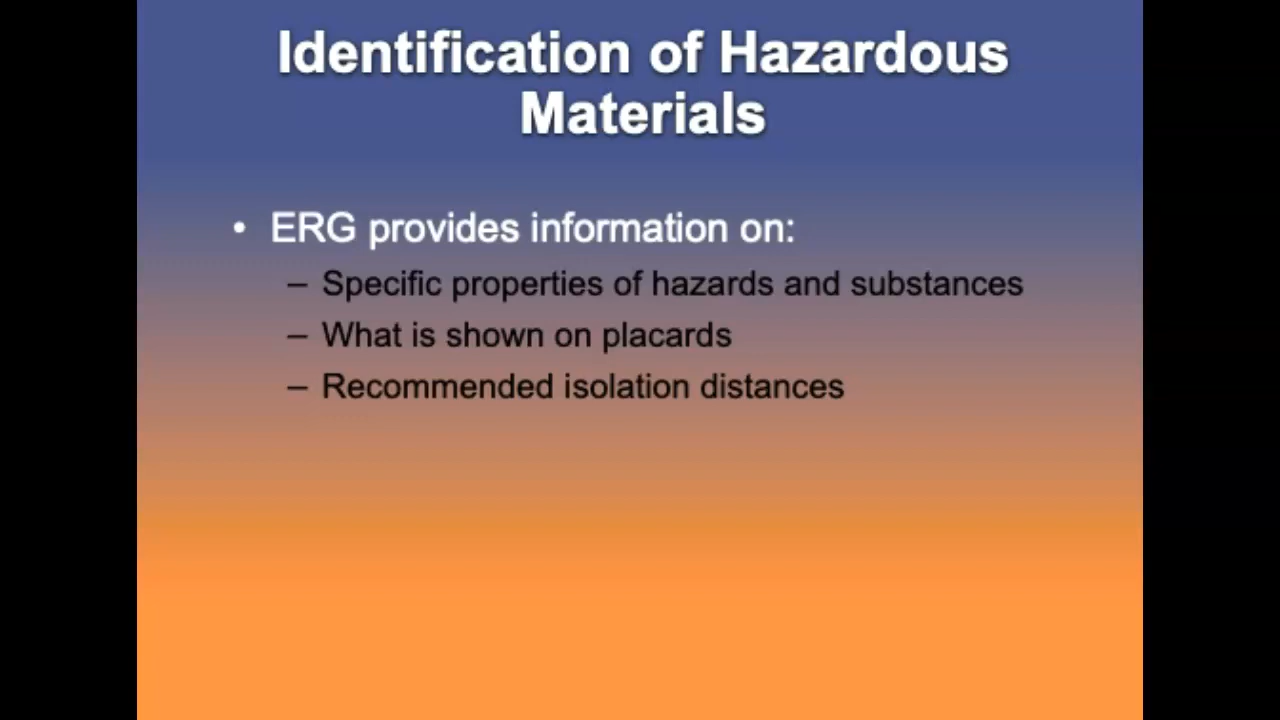 Identification of Hazardous
Materials
• ERG provides information on:
– Specific properties of hazards and substances
– What is shown on placards
– Recommended isolation distances